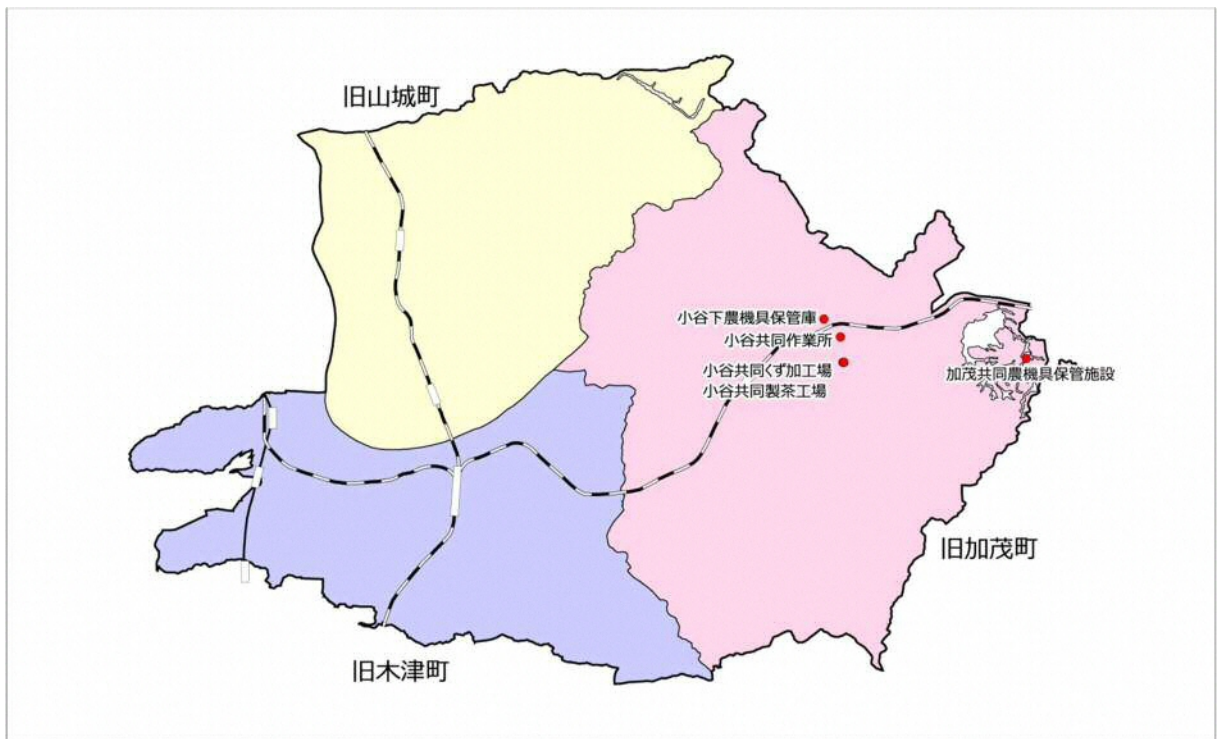 旧山城町
小谷下農機具保管庫
小谷共同作業所
小谷共同くず加工場
小谷共同製茶工場
加茂共同農機具保管施設
旧加茂町
旧木津町